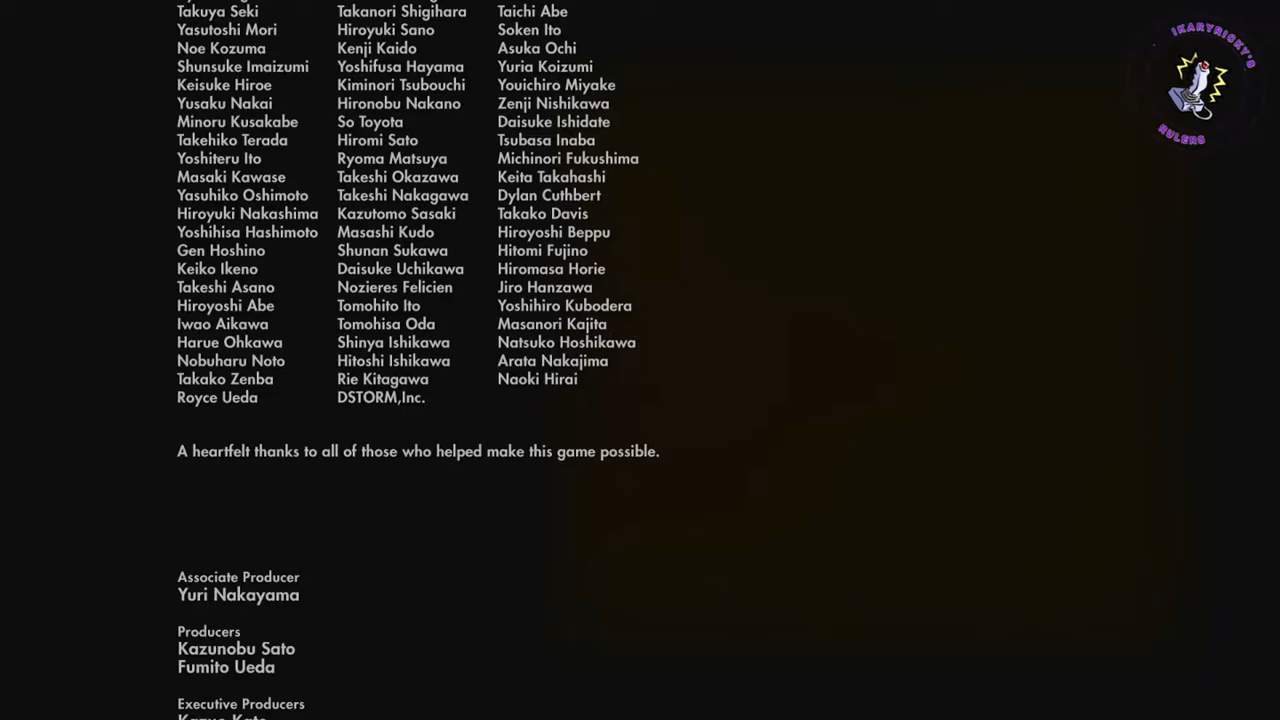 Takuya Seki Takanori Shigihara Taichi Abe
Yasutoshi Mori Hiroyuki Sano Soken Ito
Noe Kozuma Kenji Kaido Asuka Ochi
Shunsuke Imaizumi Yoshifusa Hayama Yuria Koizumi
Keisuke Hiroe Kiminori Tsubouchi Youichiro Miyake
Yusaku Nakai Hironobu Nakano Zenji Nishikawa
Minoru Kusakabe So Toyota Daisuke Ishidate
Takehiko Terada Hiromi Sato Tsubasa Inaba
Yoshiteru Ito Ryoma Matsuya Michinori Fukushima
Masaki Kawase Takeshi Okazawa Keita Takahashi
Yasuhiko Oshimoto Takeshi Nakagawa Dylan Cuthbert
Hiroyuki Nakashima Kazutomo Sasaki Takako Davis
Yoshihisa Hashimoto Masashi Kudo Hiroyoshi Beppu
Gen Hoshino Shunan Sukawa Hitomi Fujino
Keiko Ikeno Daisuke Uchikawa Hiromasa Horie
Takeshi Asano Nozieres Felicien Jiro Hanzawa
Hiroyoshi Abe Tomohito Ito Yoshihiro Kubodera
Iwao Aikawa Tomohisa Oda Masanori Kajita
Harue Ohkawa Shinya Ishikawa Natsuko Hoshikawa
Nobuharu Noto Hitoshi Ishikawa Arata Nakajima
Takako Zenba Rie Kitagawa Naoki Hirai
Royce Ueda DSTORM,Inc.
A heartfelt thanks to all of those who helped make this game possible.
Associate Producer
Yuri Nakayama
Producers
Kazunobu Sato
Fumito Ueda
Executive Producers
IKARYRICKY'S
RULERS